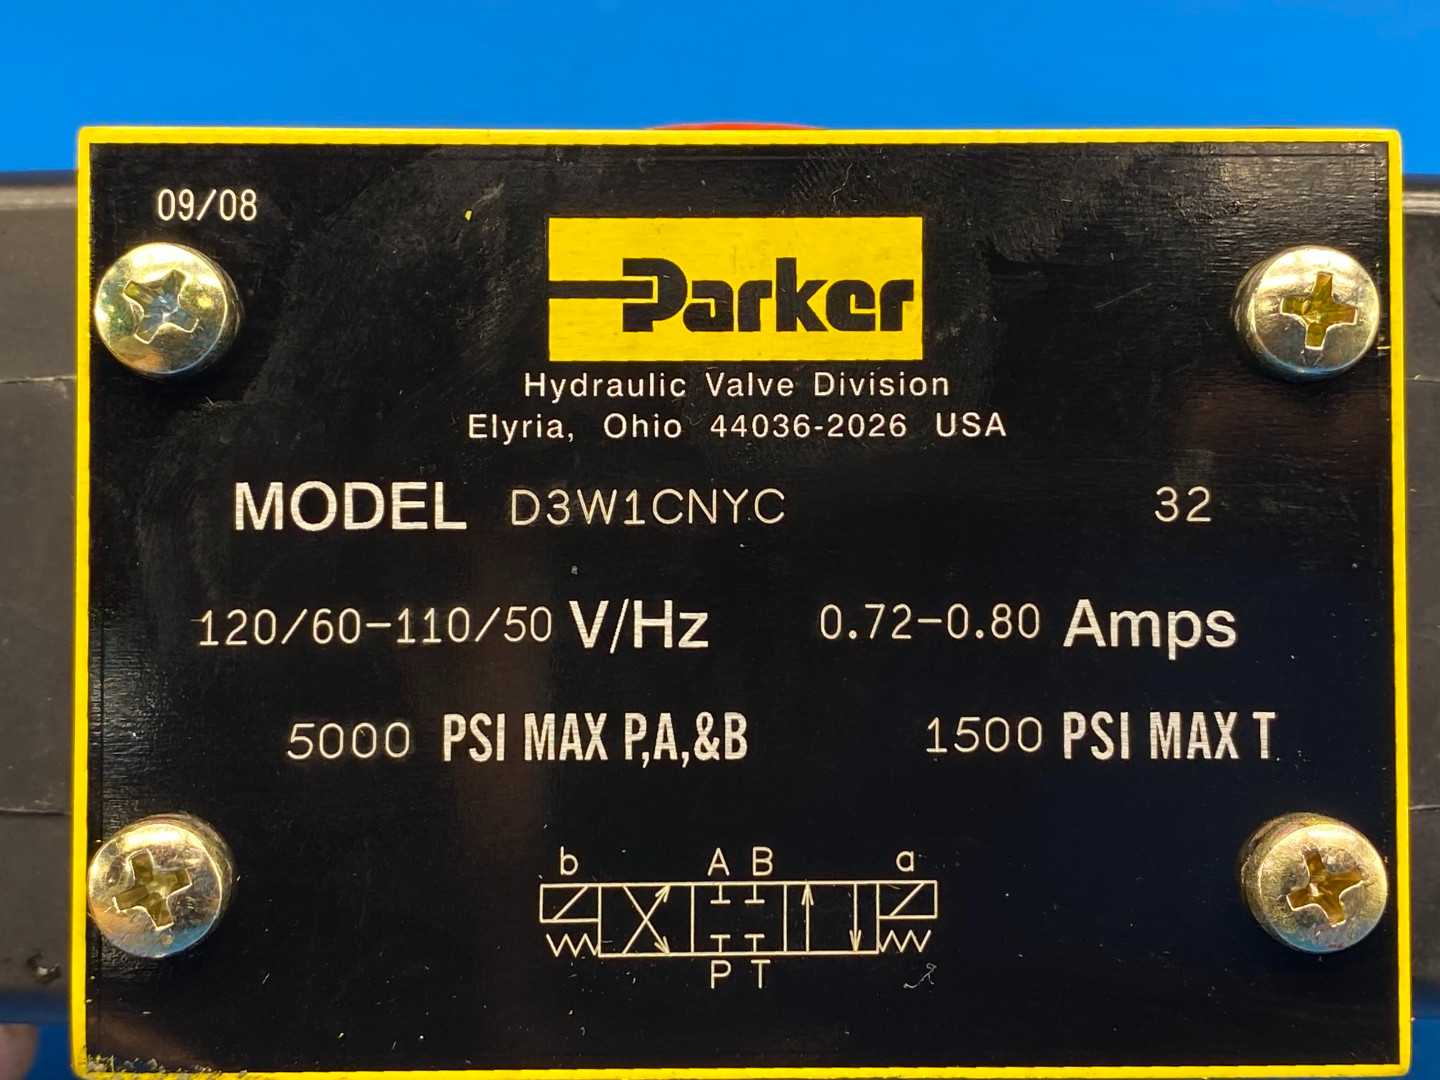 09/08
Parker
Hydraulic Valve Division
Elyria, Ohio 44036-2026 USA
MODEL D3W1CNYC 32
120/60-110/50 V/Hz 0.72-0.80 Amps
5000 PSI MAX P,A,&B 1500 PSI MAX T
b A B a
P T